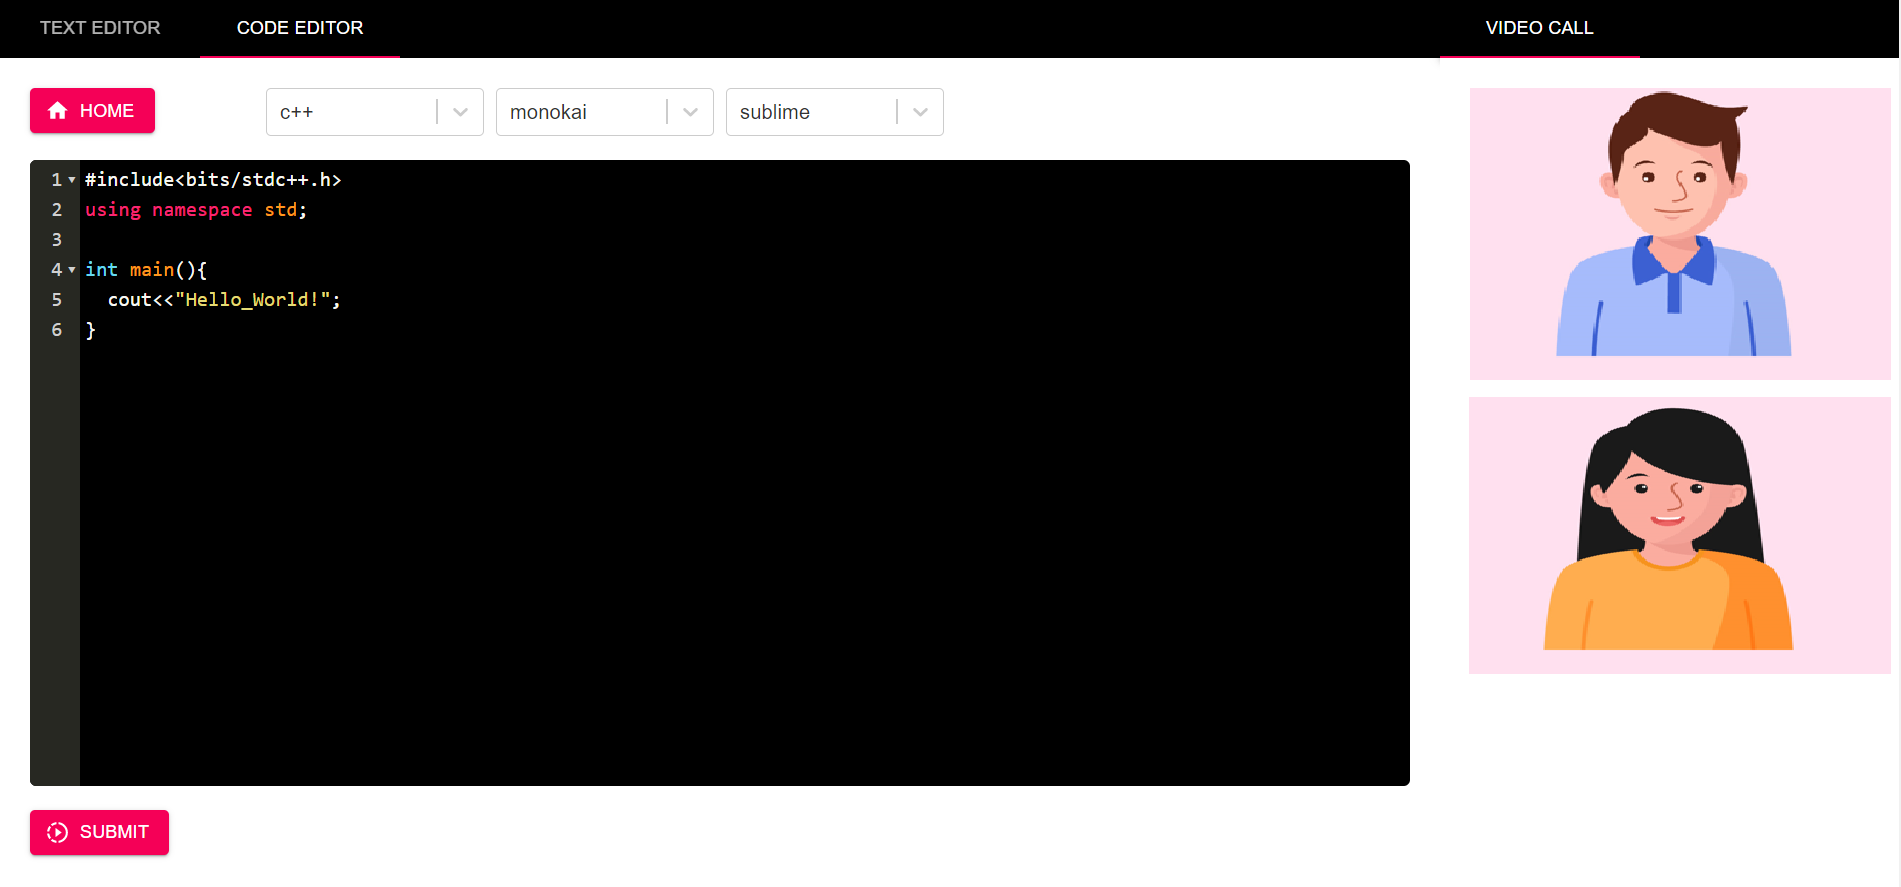 TEXT EDITOR CODE EDITOR VIDEO CALL
HOME c++ monokai sublime
1 #include<bits/stdc++.h>
2 using namespace std;
3
4 int main(){
5 cout<<"Hello_World!";
6 }
SUBMIT